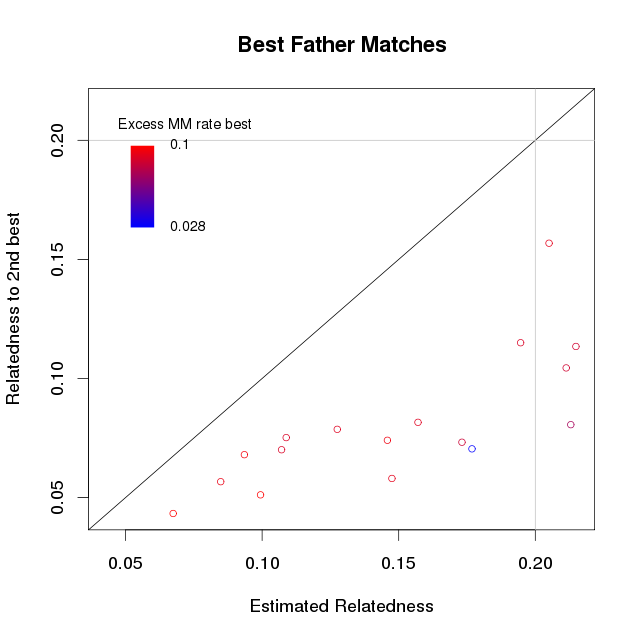 Best Father Matches
Excess MM rate best
0.1
0.028
Relatedness to 2nd best
0.20
0.15
0.10
0.05
0.05 0.10 0.15 0.20
Estimated Relatedness